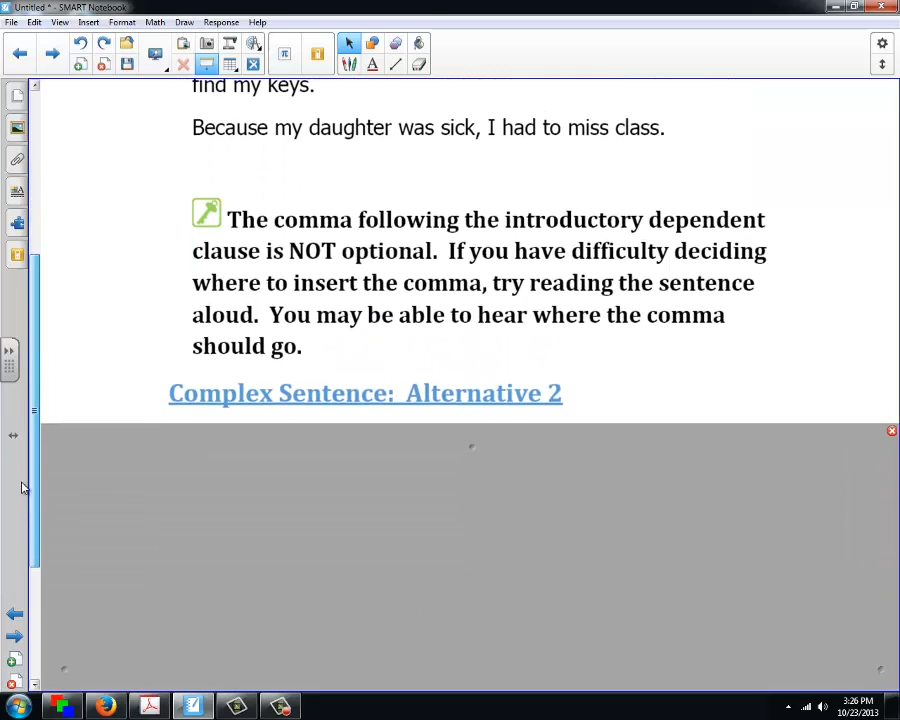 Untitled * - SMART Notebook
File Edit View Insert Format Math Draw Response Help
find my keys.
Because my daughter was sick, I had to miss class.
The comma following the introductory dependent
clause is NOT optional. If you have difficulty deciding
where to insert the comma, try reading the sentence
aloud. You may be able to hear where the comma
should go.
Complex Sentence: Alternative 2
3:26 PM
10/23/2013